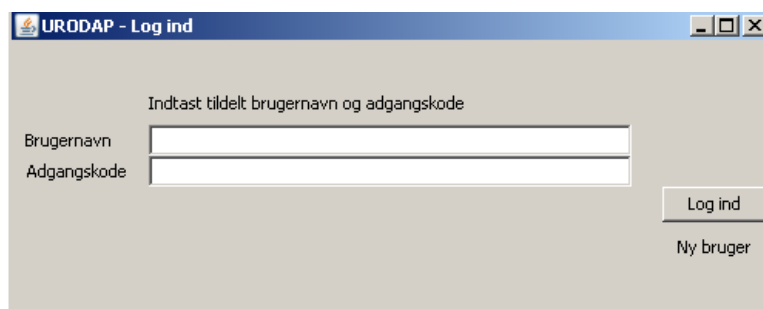 URODAP - Log ind
Indtast tildelt brugernavn og adgangskode
Brugernavn
Adgangskode
Log ind
Ny bruger